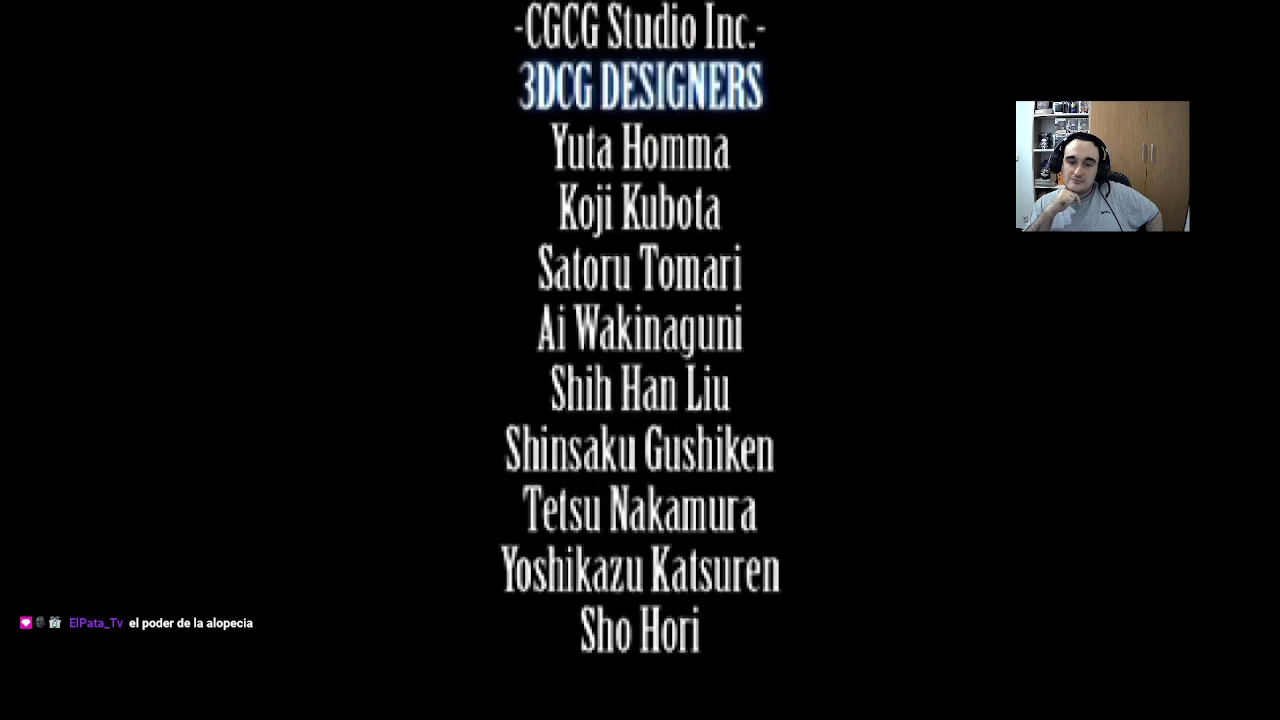 -CGCG Studio Inc.-
3DCG DESIGNERS
Yuta Homma
Koji Kubota
Satoru Tomari
Ai Wakinaguni
Shih Han Liu
Shinsaku Gushiken
Tetsu Nakamura
Yoshikazu Katsuren
Sho Hori
ElPata_Tv el poder de la alopecia